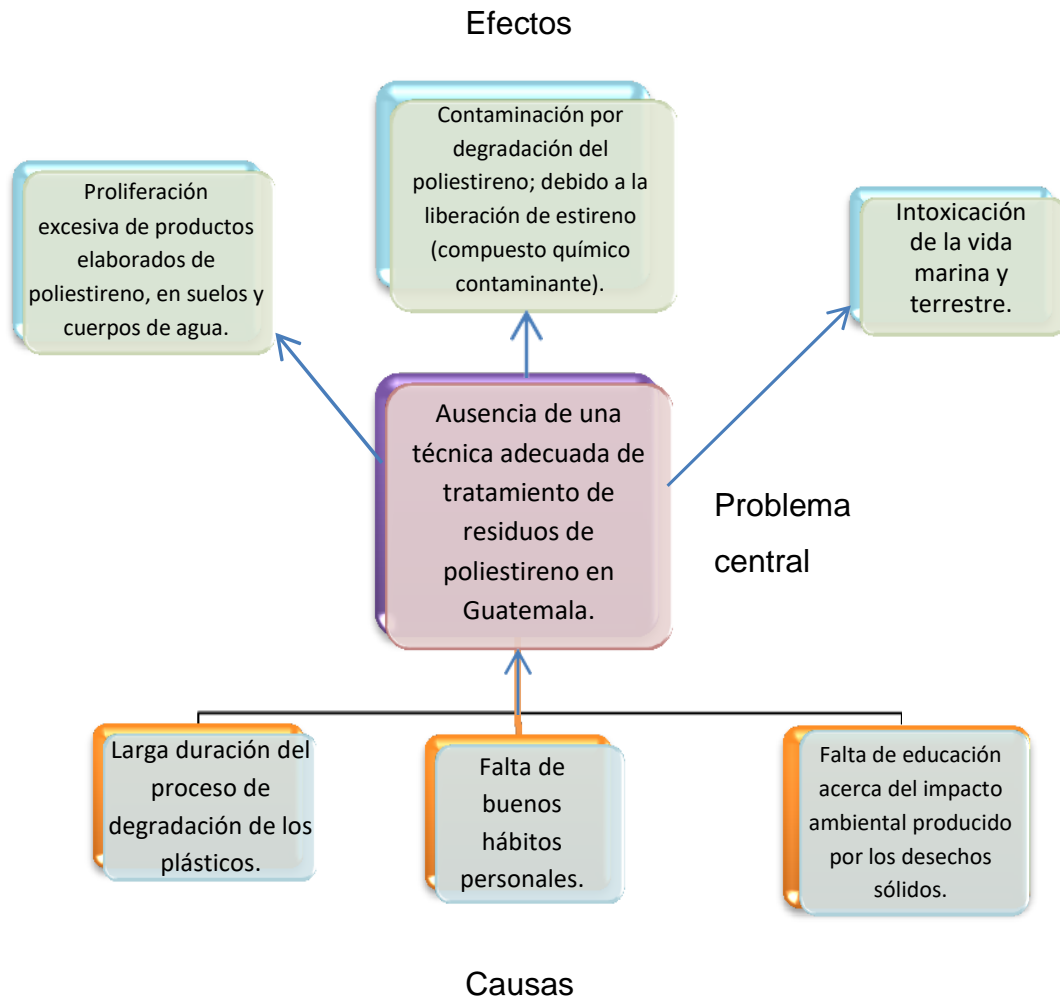 Efectos
Proliferación
excesiva de productos
elaborados de
poliestireno, en suelos y
cuerpos de agua.
Contaminación por
degradación del
poliestireno; debido a la
liberación de estireno
(compuesto químico
contaminante).
Intoxicación
de la vida
marina y
terrestre.
Ausencia de una
técnica adecuada de
tratamiento de
residuos de
poliestireno en
Guatemala.
Problema
central
Larga duración del
proceso de
degradación de los
plásticos.
Falta de
buenos
hábitos
personales.
Falta de educación
acerca del impacto
ambiental producido
por los desechos
sólidos.
Causas